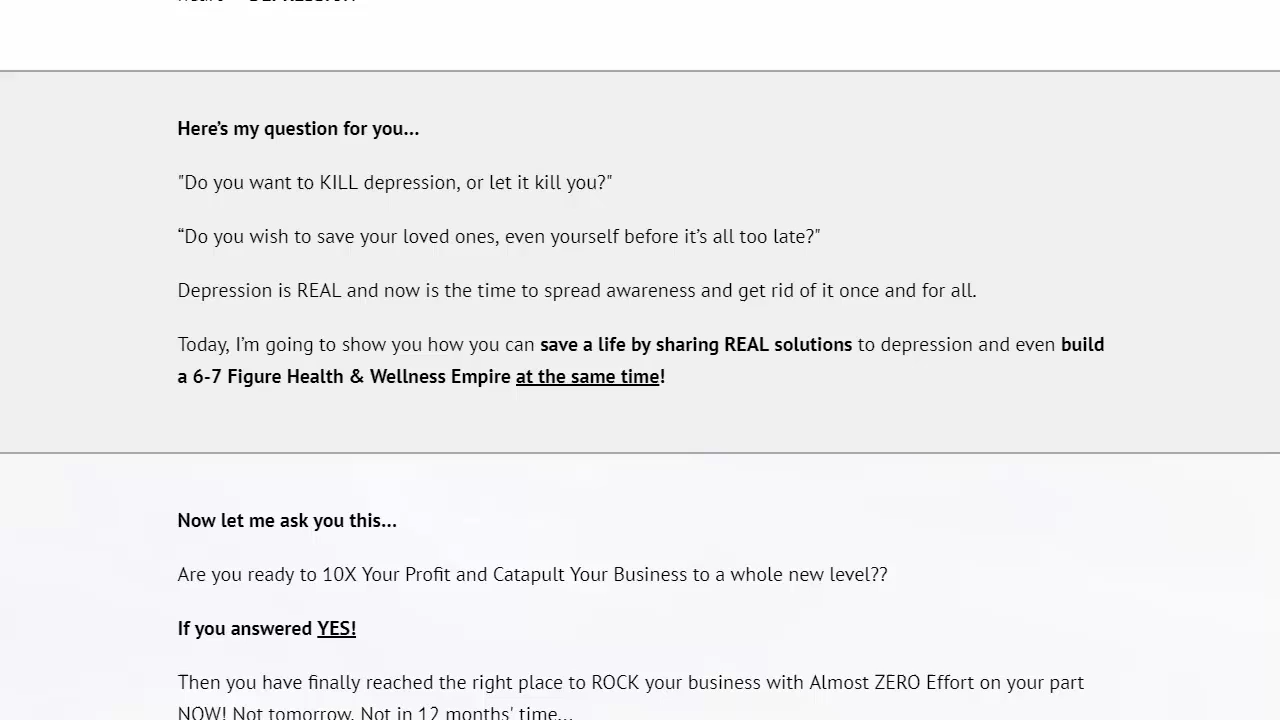 Here’s my question for you...
"Do you want to KILL depression, or let it kill you?"
“Do you wish to save your loved ones, even yourself before it’s all too late?"
Depression is REAL and now is the time to spread awareness and get rid of it once and for all.
Today, I’m going to show you how you can save a life by sharing REAL solutions to depression and even build
a 6-7 Figure Health & Wellness Empire at the same time!
Now let me ask you this...
Are you ready to 10X Your Profit and Catapult Your Business to a whole new level??
If you answered YES!
Then you have finally reached the right place to ROCK your business with Almost ZERO Effort on your part
NOW! Not tomorrow. Not in 12 months' time...